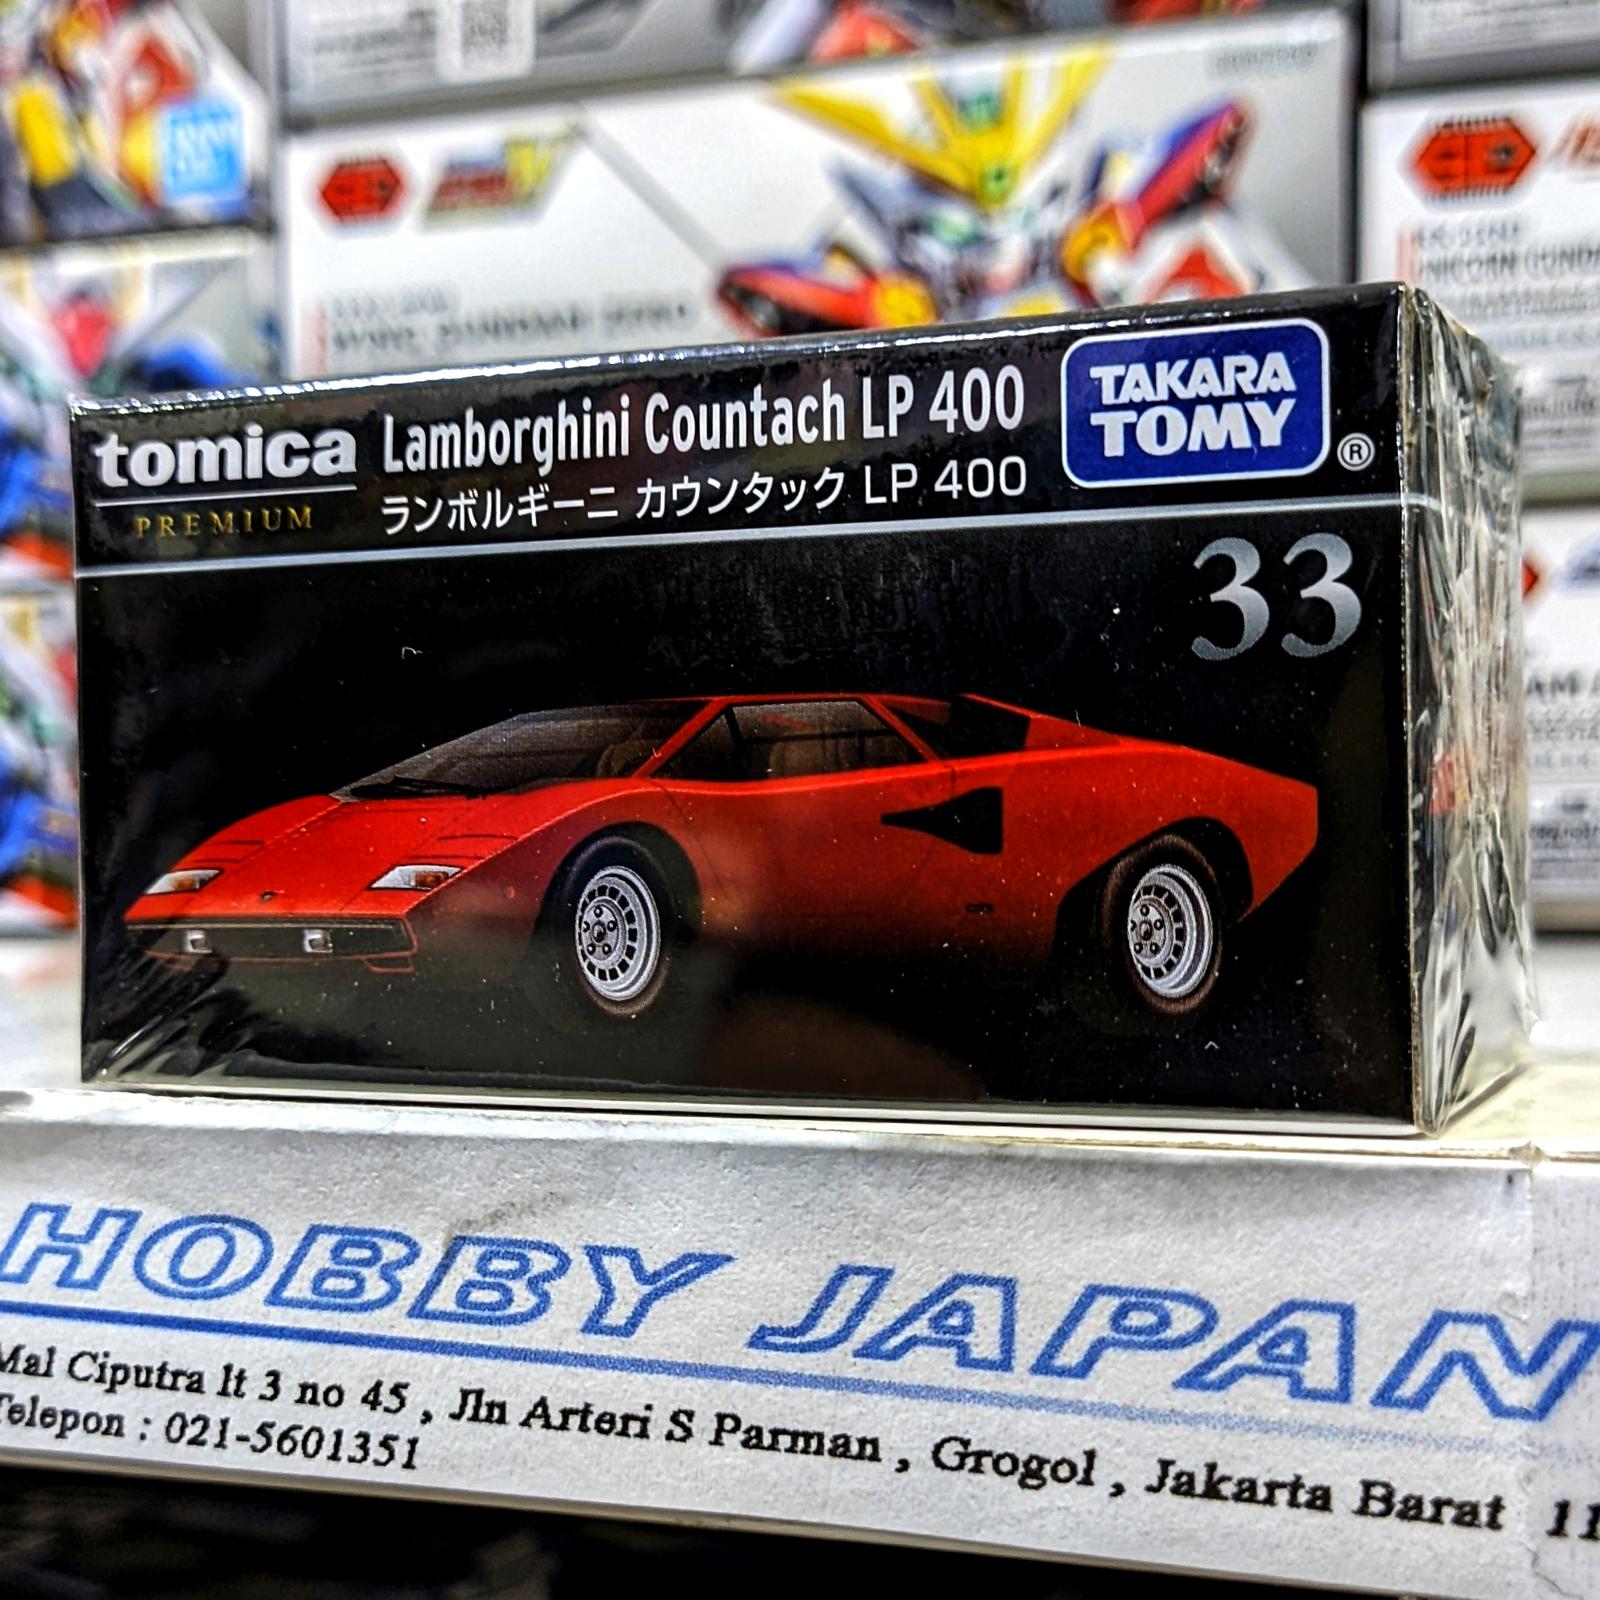 tomica
PREMIUM
Lamborghini Countach LP 400
ランボルギーニ カウンタック LP 400
TAKARA
TOMY
®
33
HOBBY JAPAN
Mal Ciputra lt 3 no 45 , Jln Arteri S Parman , Grogol , Jakarta Barat 11
Telepon : 021-5601351